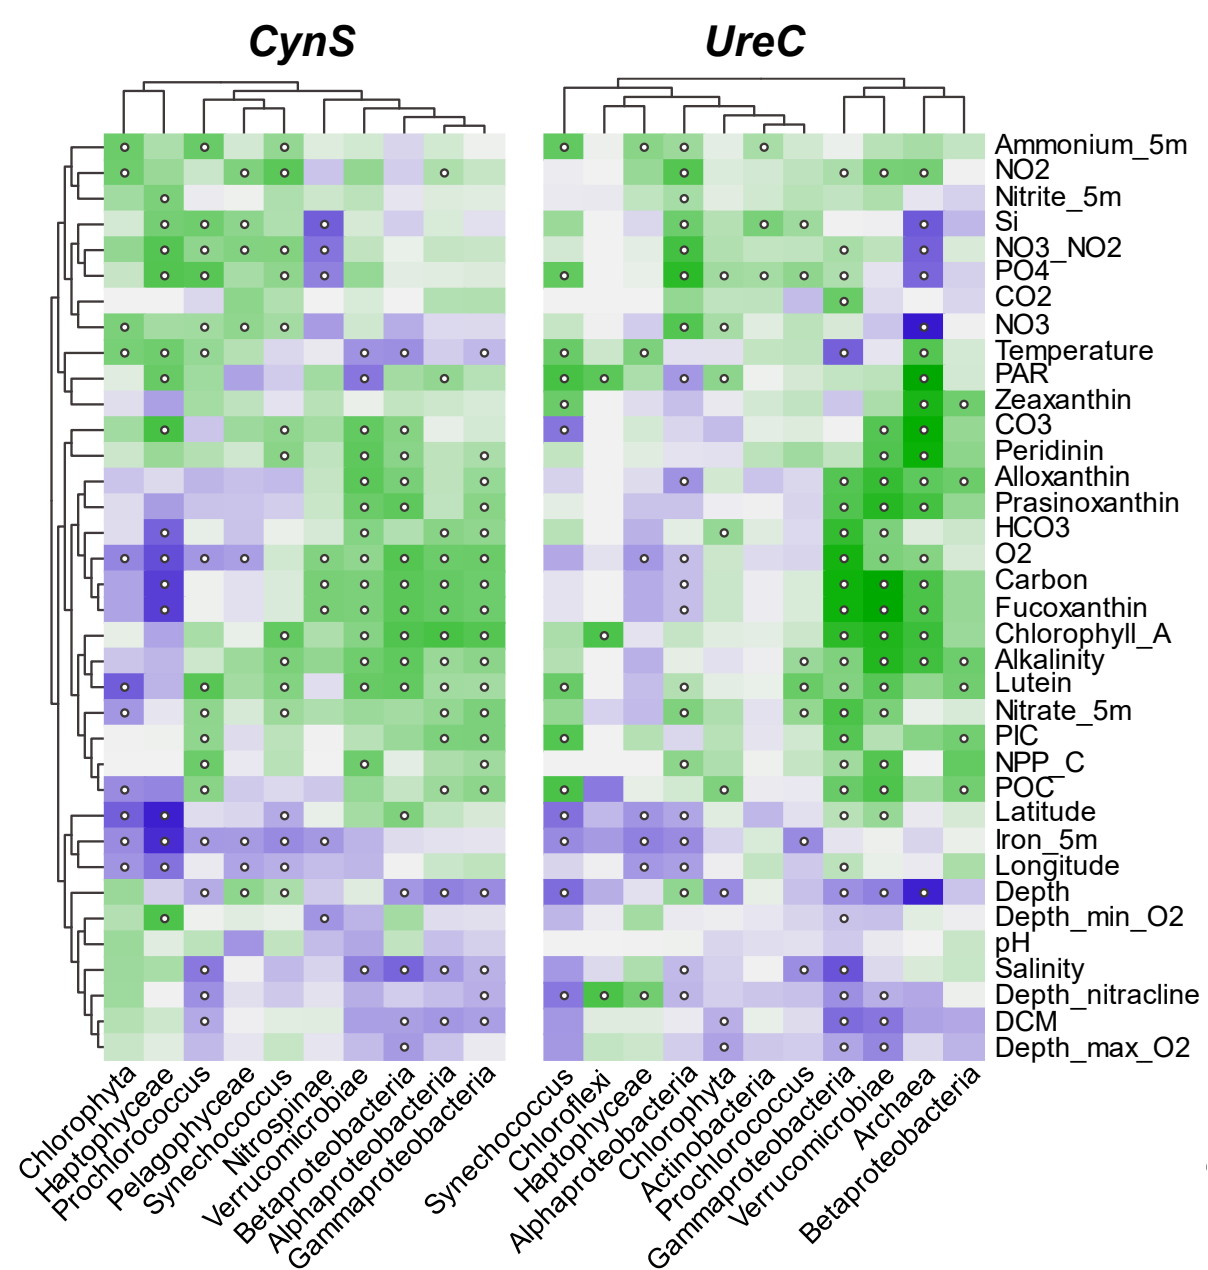 CynS UreC
Ammonium_5m
NO2
Nitrite_5m
Si
NO3_NO2
PO4
CO2
NO3
Temperature
PAR
Zeaxanthin
CO3
Peridinin
Alloxanthin
Prasinoxanthin
HCO3
O2
Carbon
Fucoxanthin
Chlorophyll_A
Alkalinity
Lutein
Nitrate_5m
PIC
NPP_C
POC
Latitude
Iron_5m
Longitude
Depth
Depth_min_O2
pH
Salinity
Depth_nitracline
DCM
Depth_max_O2
Chlorophyta
Haptophyceae
Prochlorococcus
Pelagophyceae
Synechococcus
Nitrospinae
Verrucomicrobiae
Betaproteobacteria
Alphaproteobacteria
Gammaproteobacteria
Synechococcus
Chloroflexi
Haptophyceae
Alphaproteobacteria
Chlorophyta
Actinobacteria
Prochlorococcus
Gammaproteobacteria
Verrucomicrobiae
Archaea
Betaproteobacteria